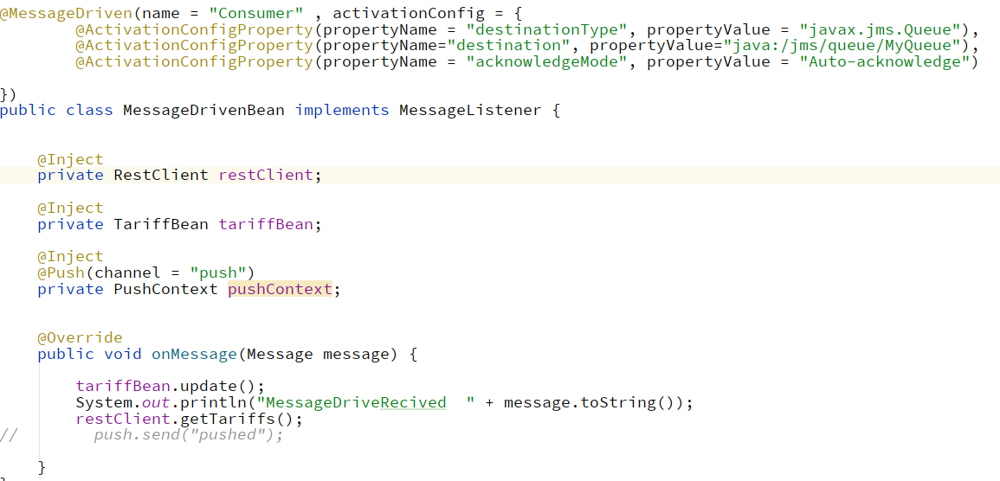 @MessageDriven(name = "Consumer" , activationConfig = {
@ActivationConfigProperty(propertyName = "destinationType", propertyValue = "javax.jms.Queue"),
@ActivationConfigProperty(propertyName="destination", propertyValue="java:/jms/queue/MyQueue"),
@ActivationConfigProperty(propertyName = "acknowledgeMode", propertyValue = "Auto-acknowledge")
})
public class MessageDrivenBean implements MessageListener {
@Inject
private RestClient restClient;
@Inject
private TariffBean tariffBean;
@Inject
@Push(channel = "push")
private PushContext pushContext;
@Override
public void onMessage(Message message) {
tariffBean.update();
System.out.println("MessageDriveRecived  " + message.toString());
restClient.getTariffs();
//        push.send("pushed");
}